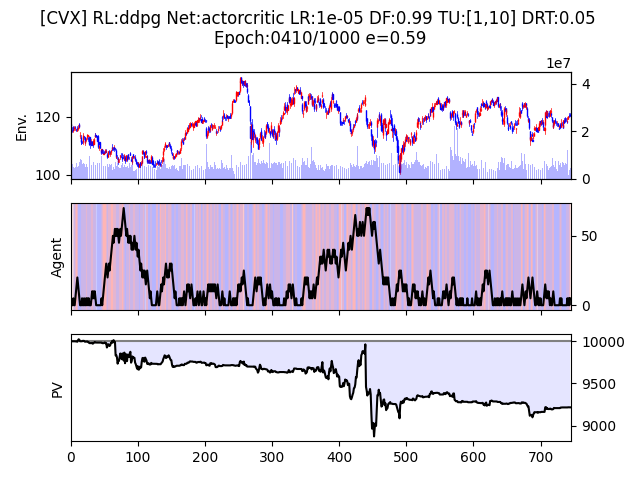 [CVX] RL:ddpg Net:actorcritic LR:1e-05 DF:0.99 TU:[1,10] DRT:0.05
Epoch:0410/1000 e=0.59
1e7
Env.
120
100
4
2
0
Agent
50
0
PV
10000
9500
9000
0 100 200 300 400 500 600 700